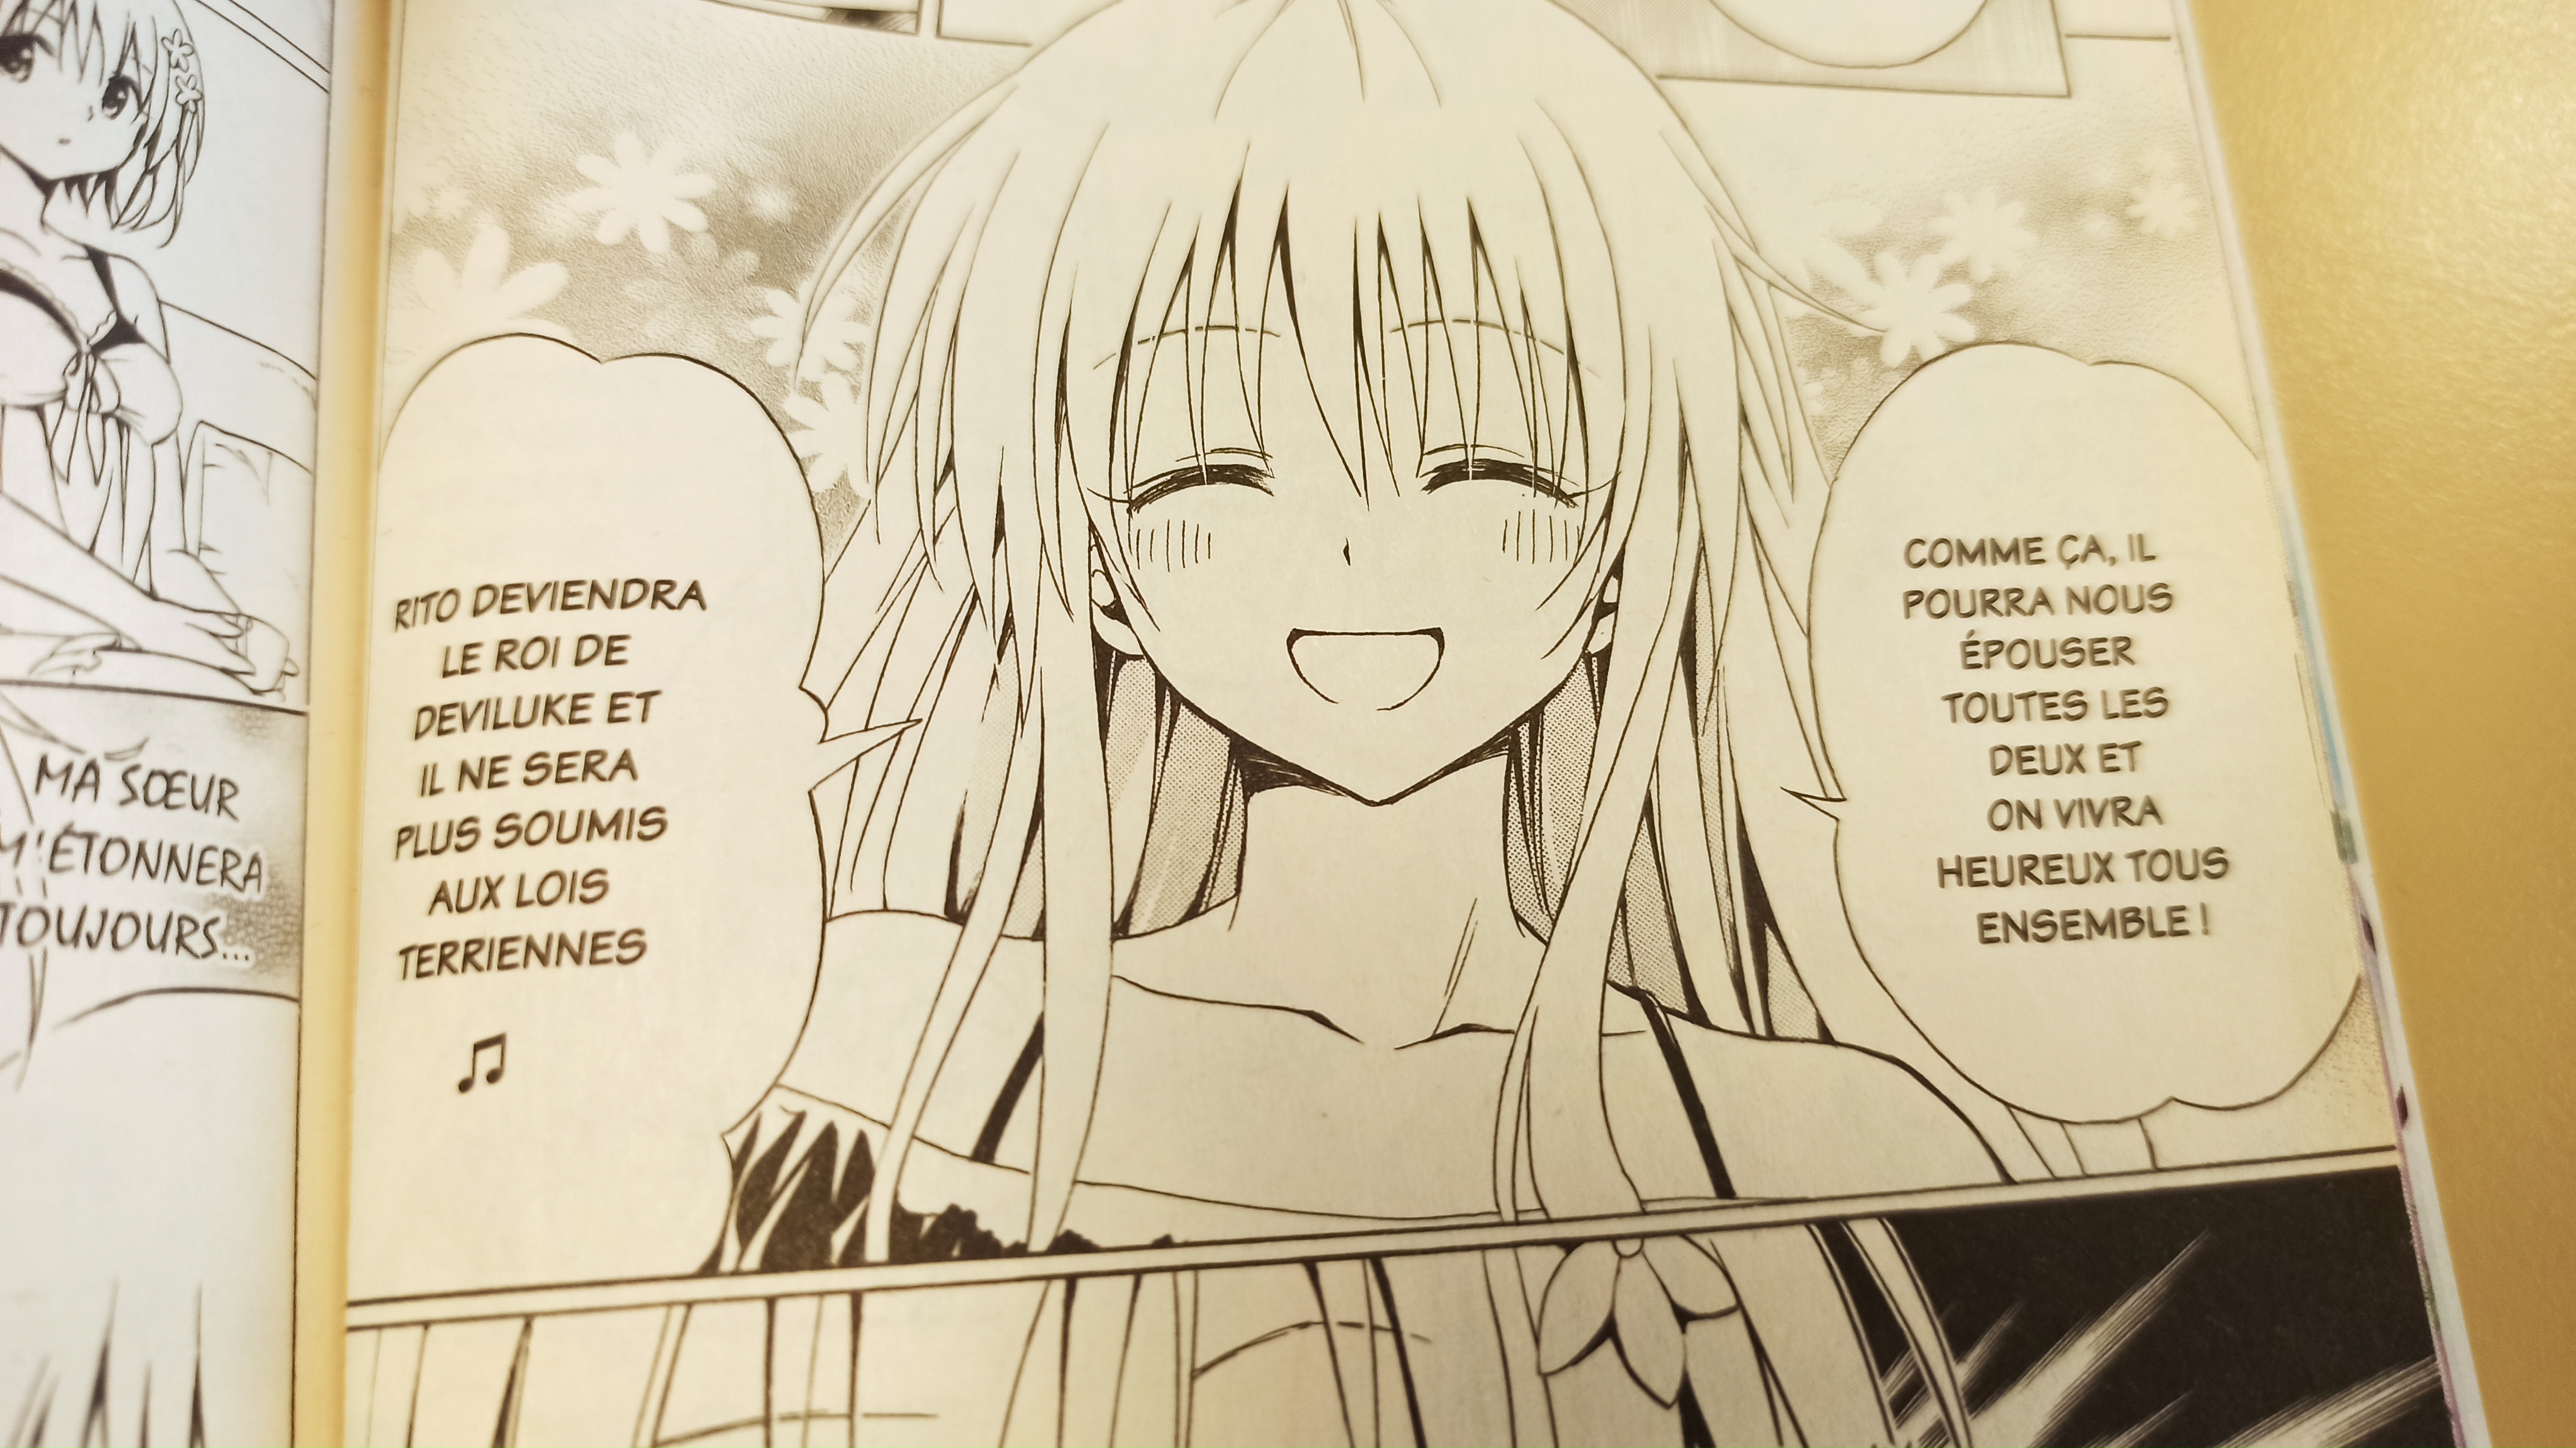 COMME ÇA, IL
POURRA NOUS
ÉPOUSER
TOUTES LES
DEUX ET
ON VIVRA
HEUREUX TOUS
ENSEMBLE !
RITO DEVIENDRA
LE ROI DE
DEVILUKE ET
IL NE SERA
PLUS SOUMIS
AUX LOIS
TERRIENNES
♫
MA SŒUR
M'ÉTONNERA
TOUJOURS...